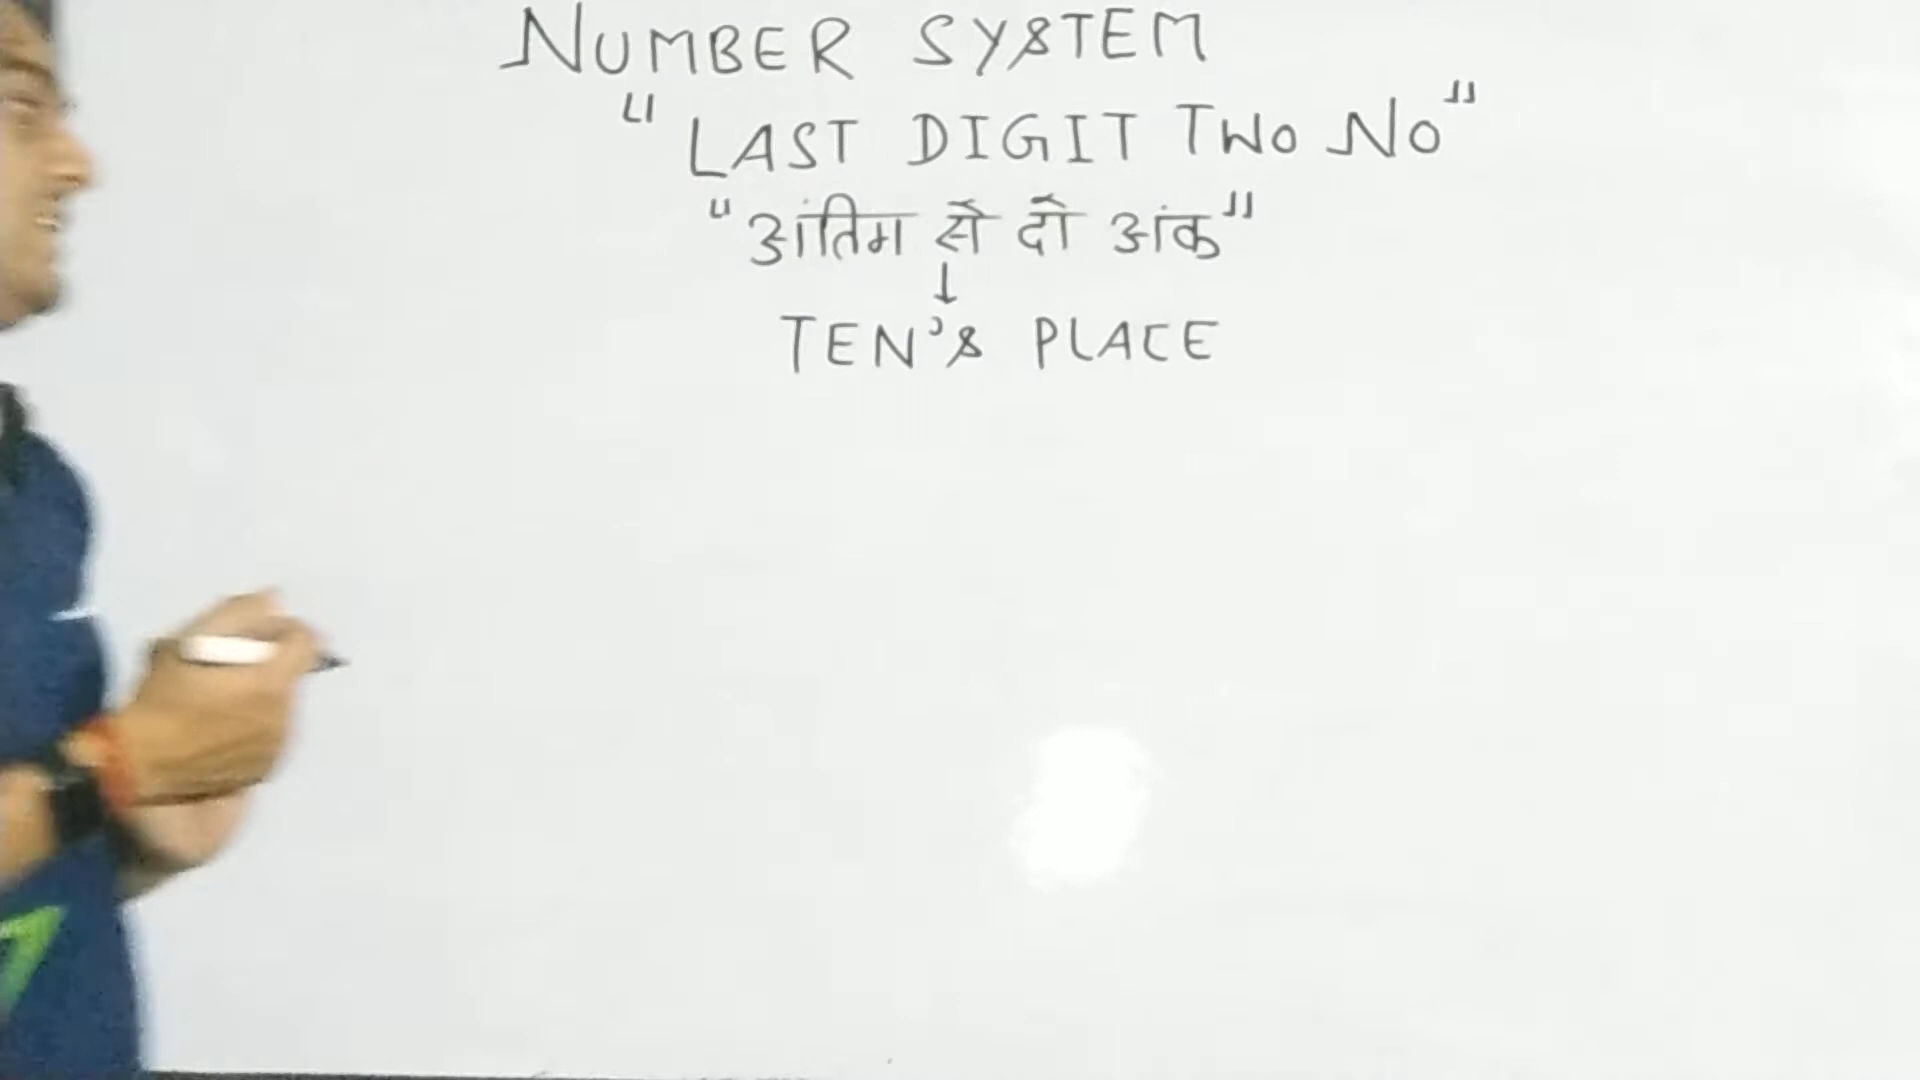 NUMBER SYSTEM
"LAST DIGIT TWO NO"
"अंतिम से दो अंक"
↓
TEN'S PLACE